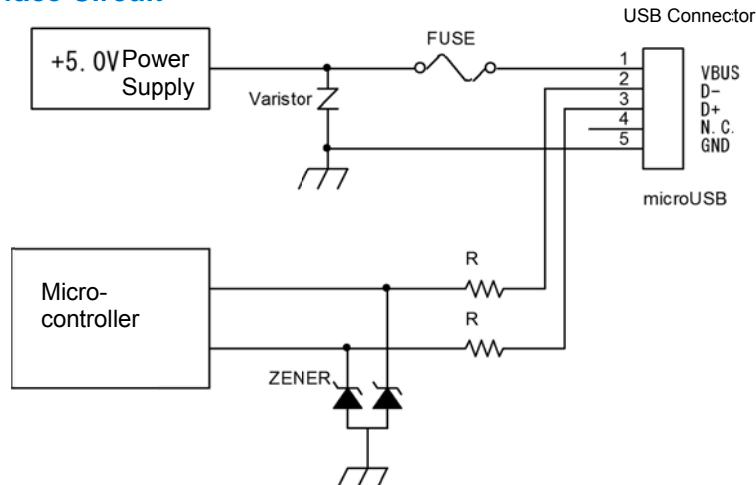 USB Connector
FUSE
+5. 0V Power
Supply
Varistor
1
2
3
4
5
VBUS
D-
D+
N. C.
GND
microUSB
R
Micro-
controller
R
ZENER